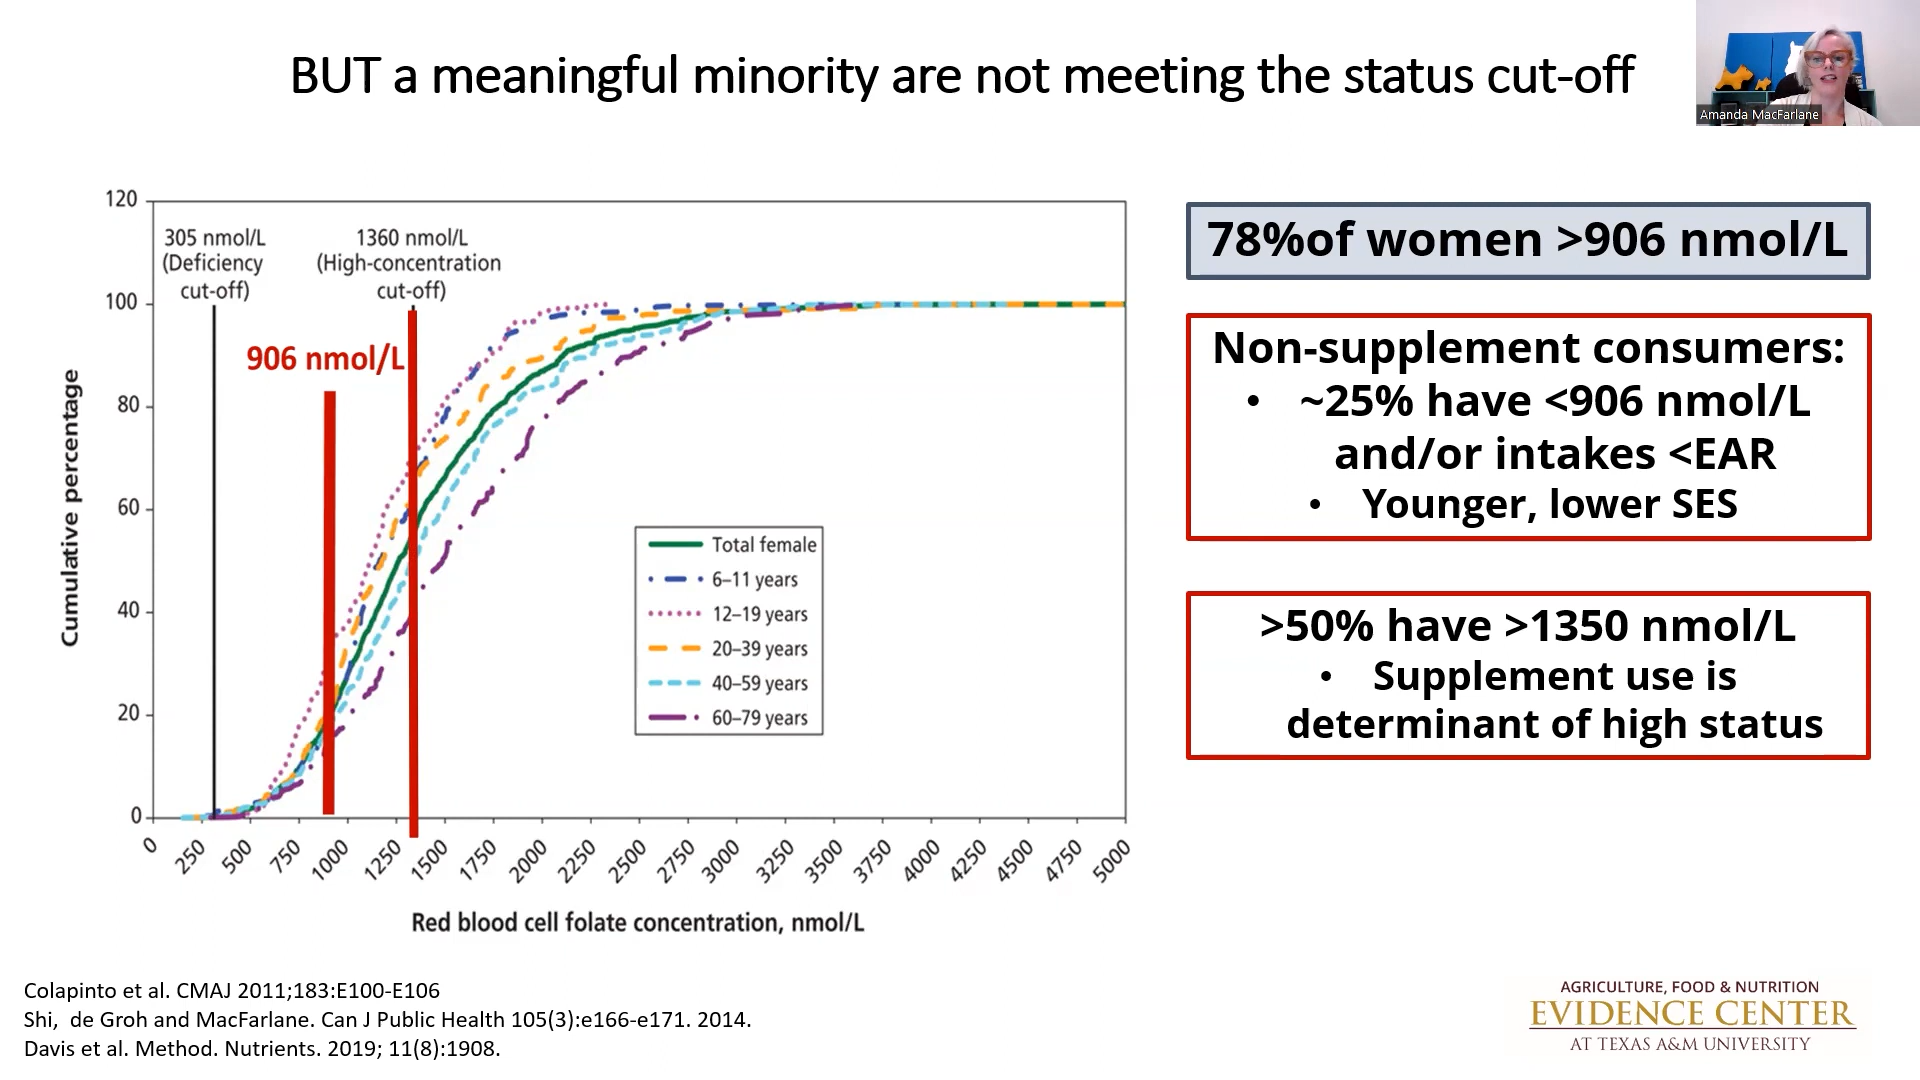 BUT a meaningful minority are not meeting the status cut-off
Amanda MacFarlane
120
100
80
60
40
20
0
Cumulative percentage
305 nmol/L
(Deficiency
cut-off)
1360 nmol/L
(High-concentration
cut-off)
906 nmol/L
Total female
6–11 years
12–19 years
20–39 years
40–59 years
60–79 years
0
250
500
750
1000
1250
1500
1750
2000
2250
2500
2750
3000
3250
3500
3750
4000
4250
4500
4750
5000
Red blood cell folate concentration, nmol/L
78%of women >906 nmol/L
Non-supplement consumers:
• ~25% have <906 nmol/L
and/or intakes <EAR
• Younger, lower SES
>50% have >1350 nmol/L
• Supplement use is
determinant of high status
Colapinto et al. CMAJ 2011;183:E100-E106
Shi, de Groh and MacFarlane. Can J Public Health 105(3):e166-e171. 2014.
Davis et al. Method. Nutrients. 2019; 11(8):1908.
AGRICULTURE, FOOD & NUTRITION
EVIDENCE CENTER
AT TEXAS A&M UNIVERSITY